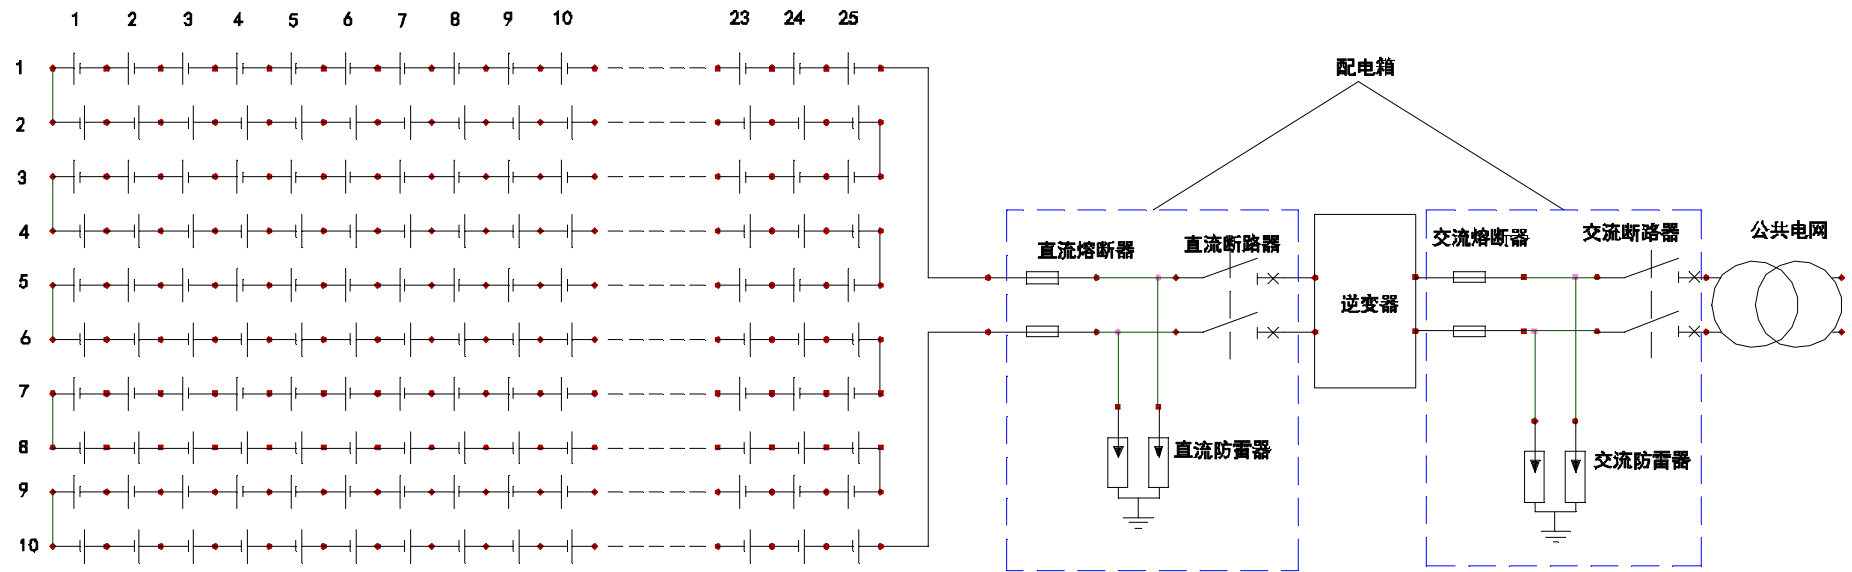 1 2 3 4 5 6 7 8 9 10 23 24 25
1
2
3
4
5
6
7
8
9
10
配电箱
直流熔断器
直流断路器
交流熔断器
交流断路器
公共电网
逆变器
直流防雷器
交流防雷器